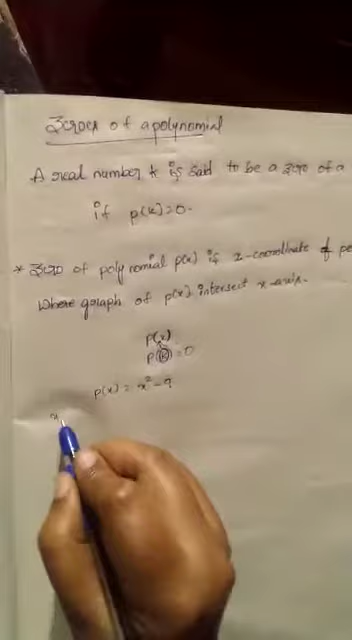 Zeroes of a polynomial
A real number k is said to be a zero of a
if p(k)=0.
* Zero of polynomial p(x) is x-coordinate of
Where graph of p(x) intersect x-axis.
p(x)
p(k)=0
p(x) = x²-9
x